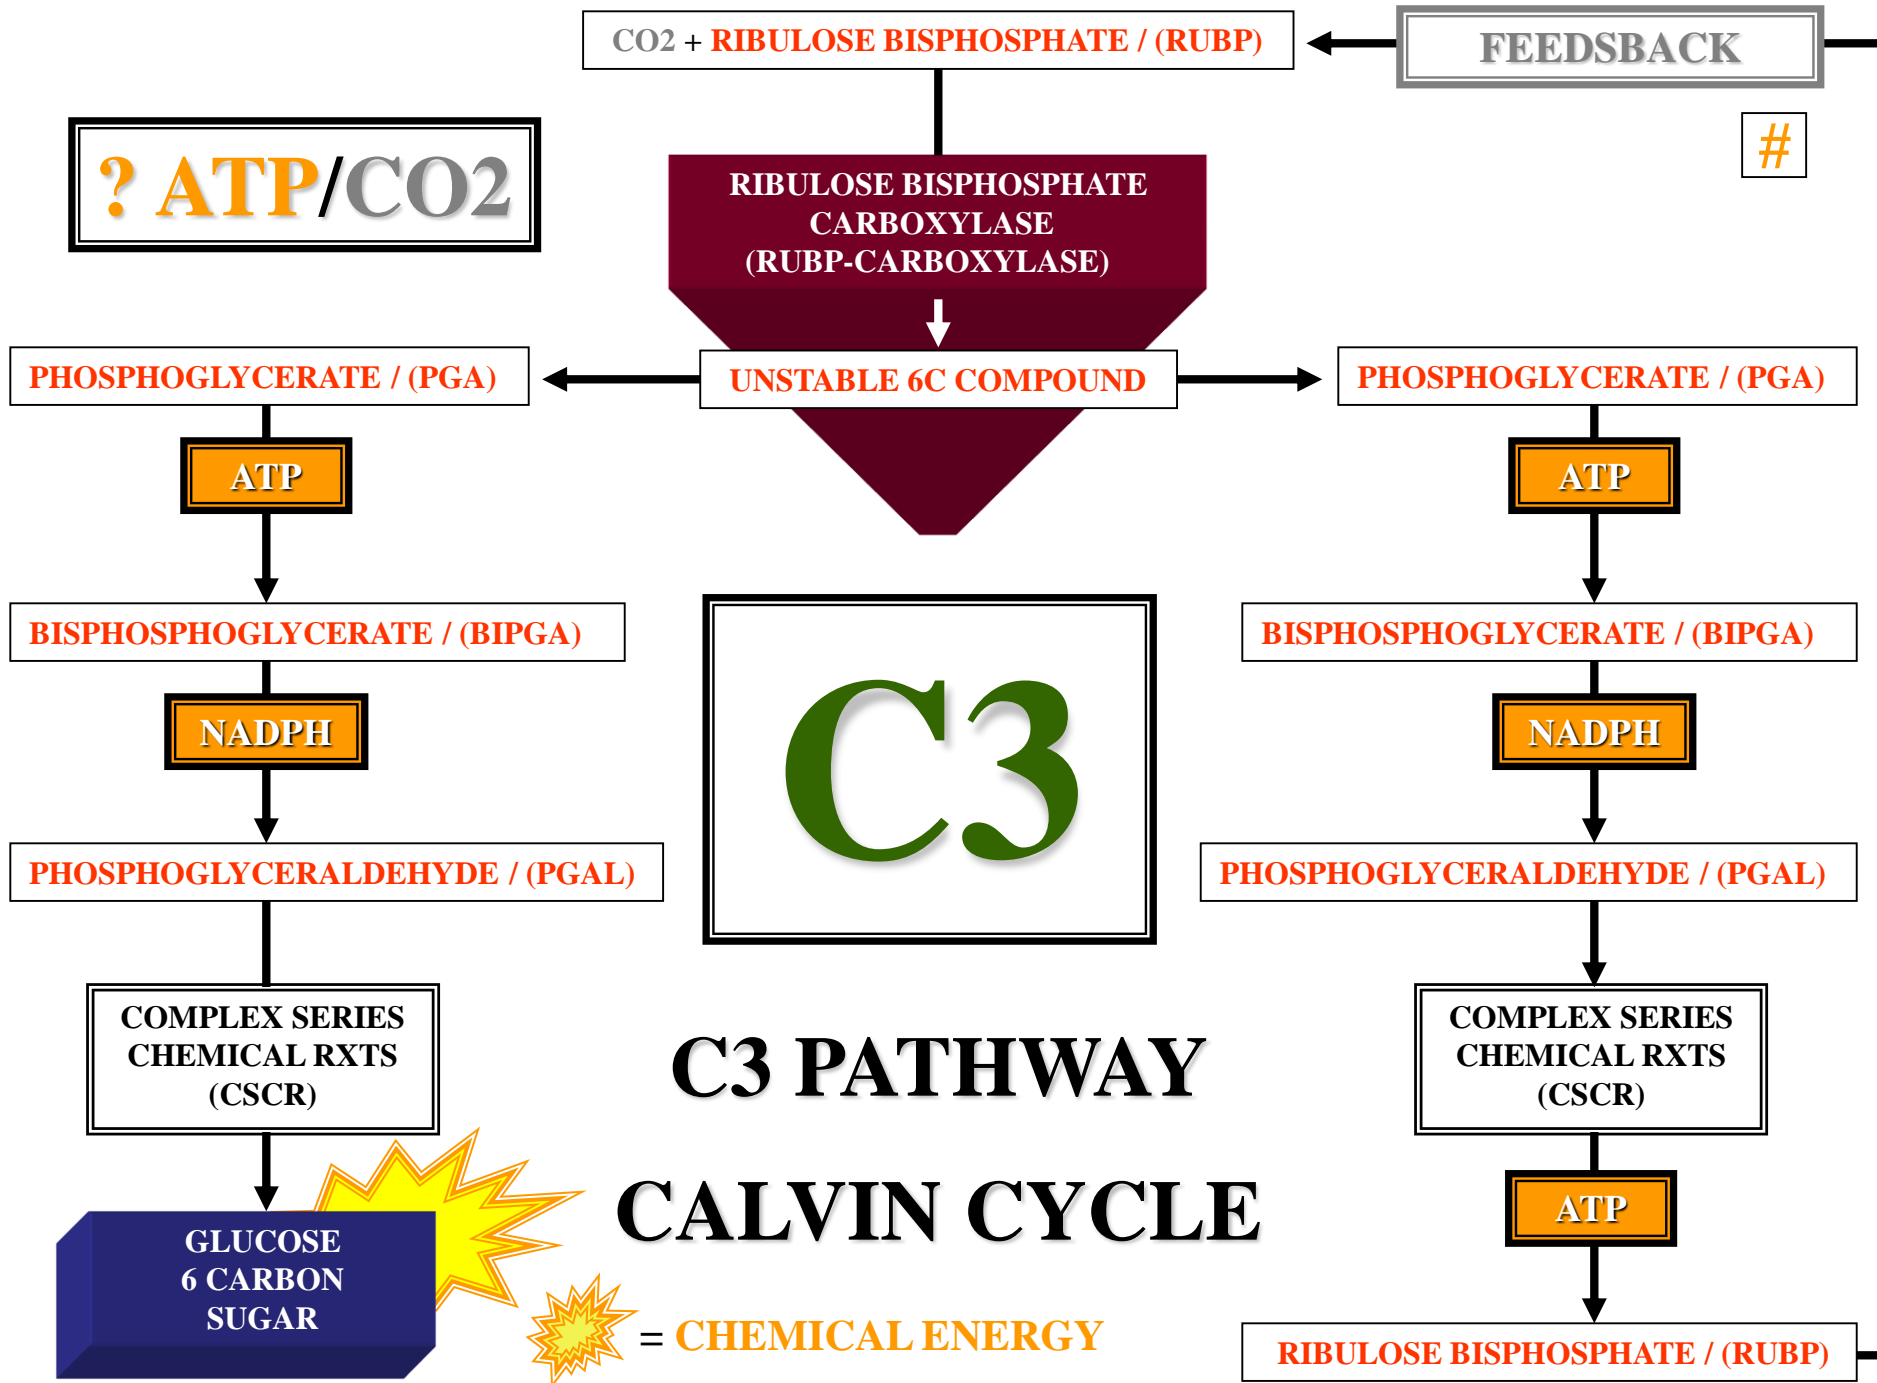 CO2 + RIBULOSE BISPHOSPHATE / (RUBP)
FEEDSBACK
? ATP/CO2
#
RIBULOSE BISPHOSPHATE
CARBOXYLASE
(RUBP-CARBOXYLASE)
PHOSPHOGLYCERATE / (PGA)
UNSTABLE 6C COMPOUND
PHOSPHOGLYCERATE / (PGA)
ATP
ATP
BISPHOSPHOGLYCERATE / (BIPGA)
BISPHOSPHOGLYCERATE / (BIPGA)
C3
NADPH
NADPH
PHOSPHOGLYCERALDEHYDE / (PGAL)
PHOSPHOGLYCERALDEHYDE / (PGAL)
COMPLEX SERIES
CHEMICAL RXTS
(CSCR)
C3 PATHWAY
COMPLEX SERIES
CHEMICAL RXTS
(CSCR)
CALVIN CYCLE
ATP
GLUCOSE
6 CARBON
SUGAR
= CHEMICAL ENERGY
RIBULOSE BISPHOSPHATE / (RUBP)